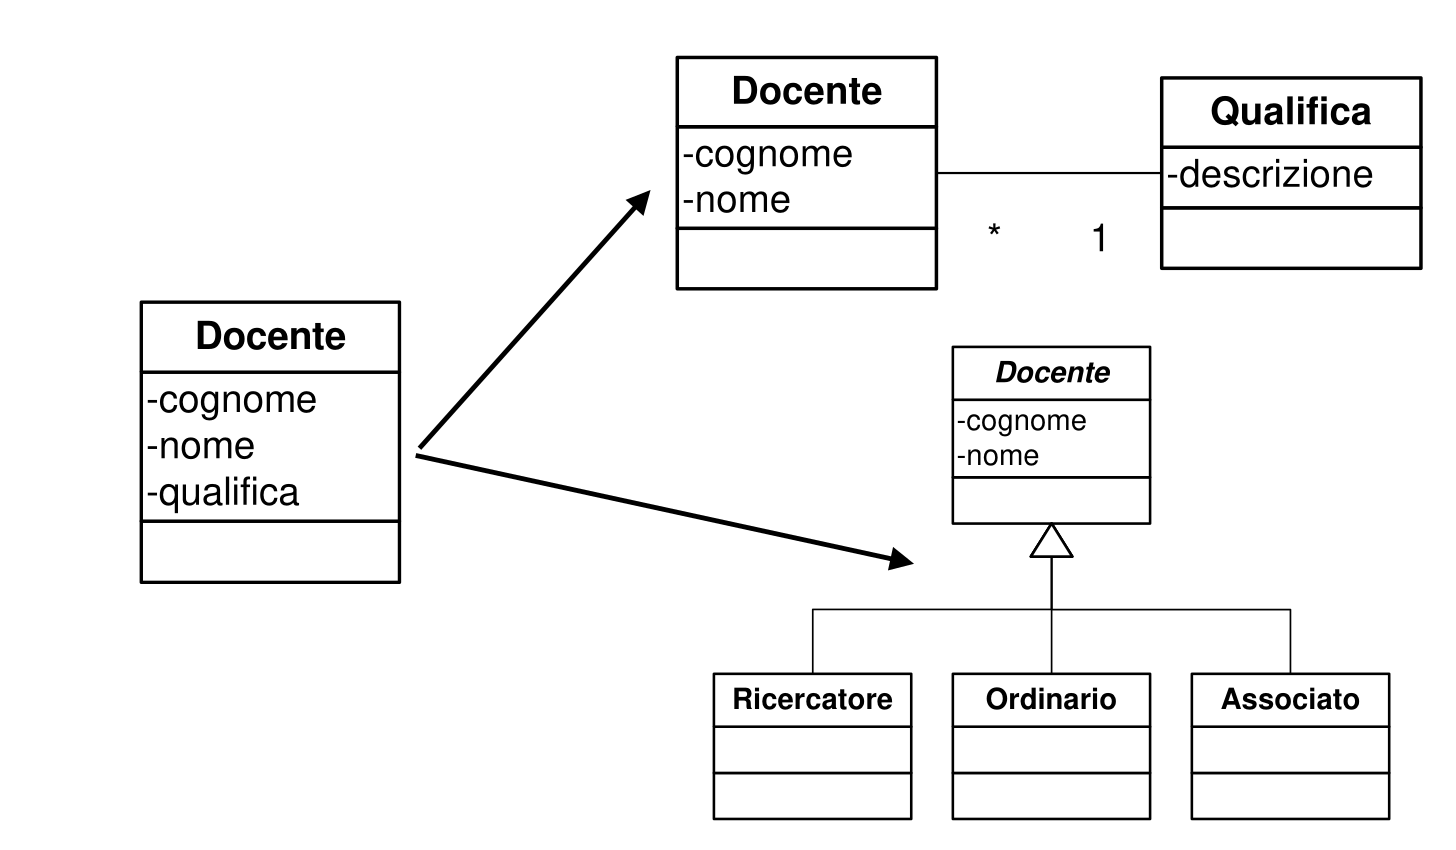 Docente
-cognome
-nome
-qualifica
Docente
-cognome
-nome
* 1
Qualifica
-descrizione
Docente
-cognome
-nome
Ricercatore
Ordinario
Associato